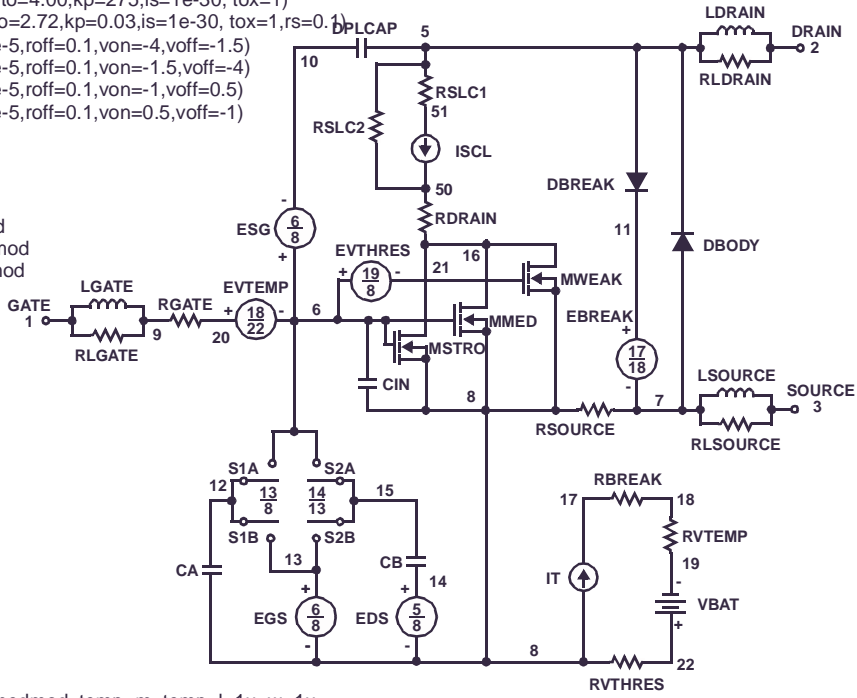 to=4.00,kp=275,is=1e-30, tox=1)
o=2.72,kp=0.03,is=1e-30, tox=1,rs=0.1)
e-5,roff=0.1,von=-4,voff=-1.5)
e-5,roff=0.1,von=-1.5,voff=-4)
e-5,roff=0.1,von=-1,voff=0.5)
e-5,roff=0.1,von=0.5,voff=-1)
d
mod
mod
DPLCAP 5
10
LDRAIN
DRAIN
2
RLDRAIN
RSLC1
51
RSLC2
ISCL
50
RDRAIN
DBREAK
11
DBODY
ESG 6 8
- +
EVTHRES
+ 19 8 -
21
16
MWEAK
LGATE
GATE
1
RLGATE
9
RGATE
20
EVTEMP
+ 18 22 -
6
MMED
MSTRO
EBREAK
+ 17 18 -
CIN
8
RSOURCE
7
LSOURCE
SOURCE
3
RLSOURCE
S1A
S2A
12
13 8
14 13
15
S1B
S2B
13
CA
CB
14
EGS + 6 8 -
EDS + 5 8 -
8
RBREAK
17
18
RVTEMP
19
IT
- VBAT +
22
RVTHRES